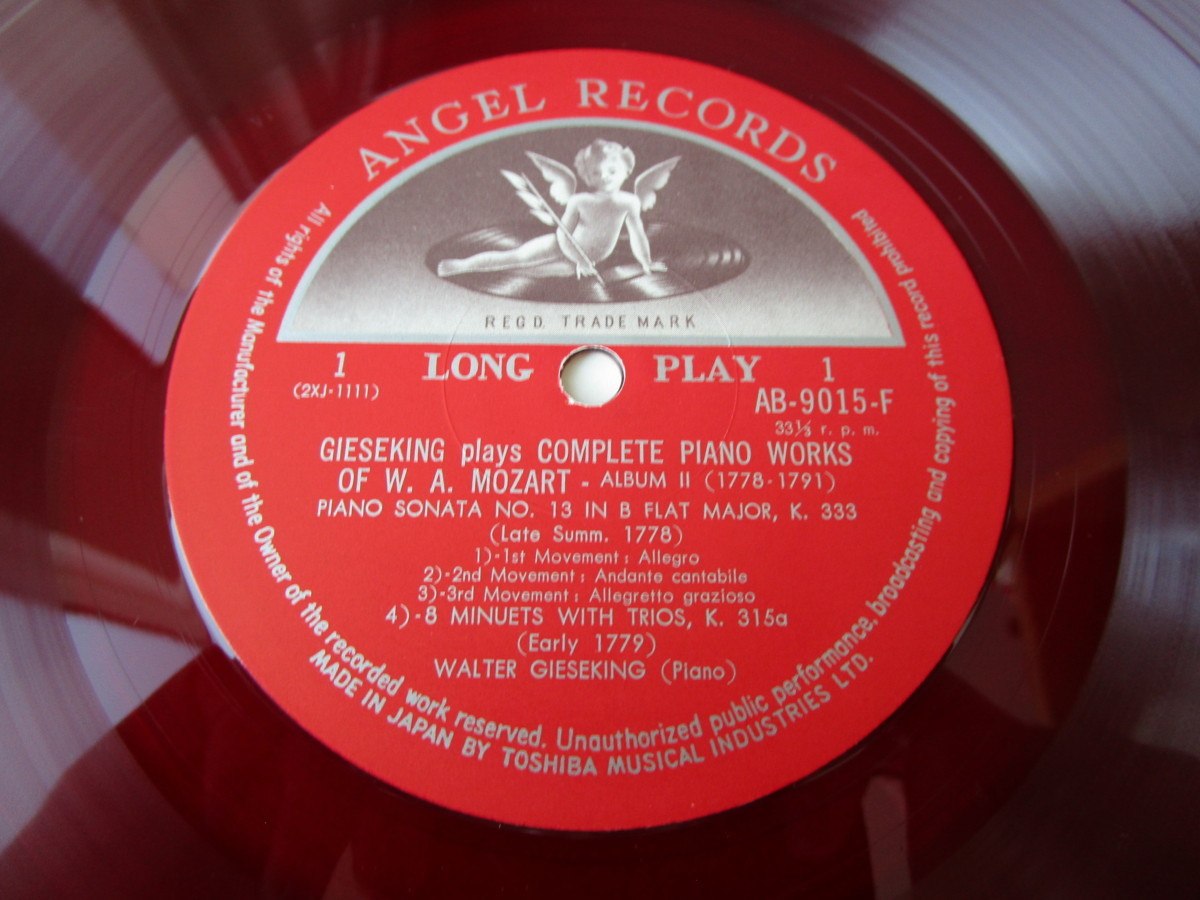 ANGEL RECORDS
REGD. TRADE MARK
1 LONG PLAY 1
(2XJ-1111)
AB-9015-F
33⅓ r. p. m.
GIESEKING plays COMPLETE PIANO WORKS
OF W. A. MOZART - ALBUM II (1778-1791)
PIANO SONATA NO. 13 IN B FLAT MAJOR, K. 333
(Late Summ. 1778)
1)-1st Movement : Allegro
2)-2nd Movement : Andante cantabile
3)-3rd Movement : Allegretto grazioso
4)-8 MINUETS WITH TRIOS, K. 315a
(Early 1779)
WALTER GIESEKING (Piano)
All rights of the Manufacturer and of the Owner of the recorded work reserved. Unauthorized public performance, broadcasting and copying of this record prohibited
MADE IN JAPAN BY TOSHIBA MUSICAL INDUSTRIES LTD.